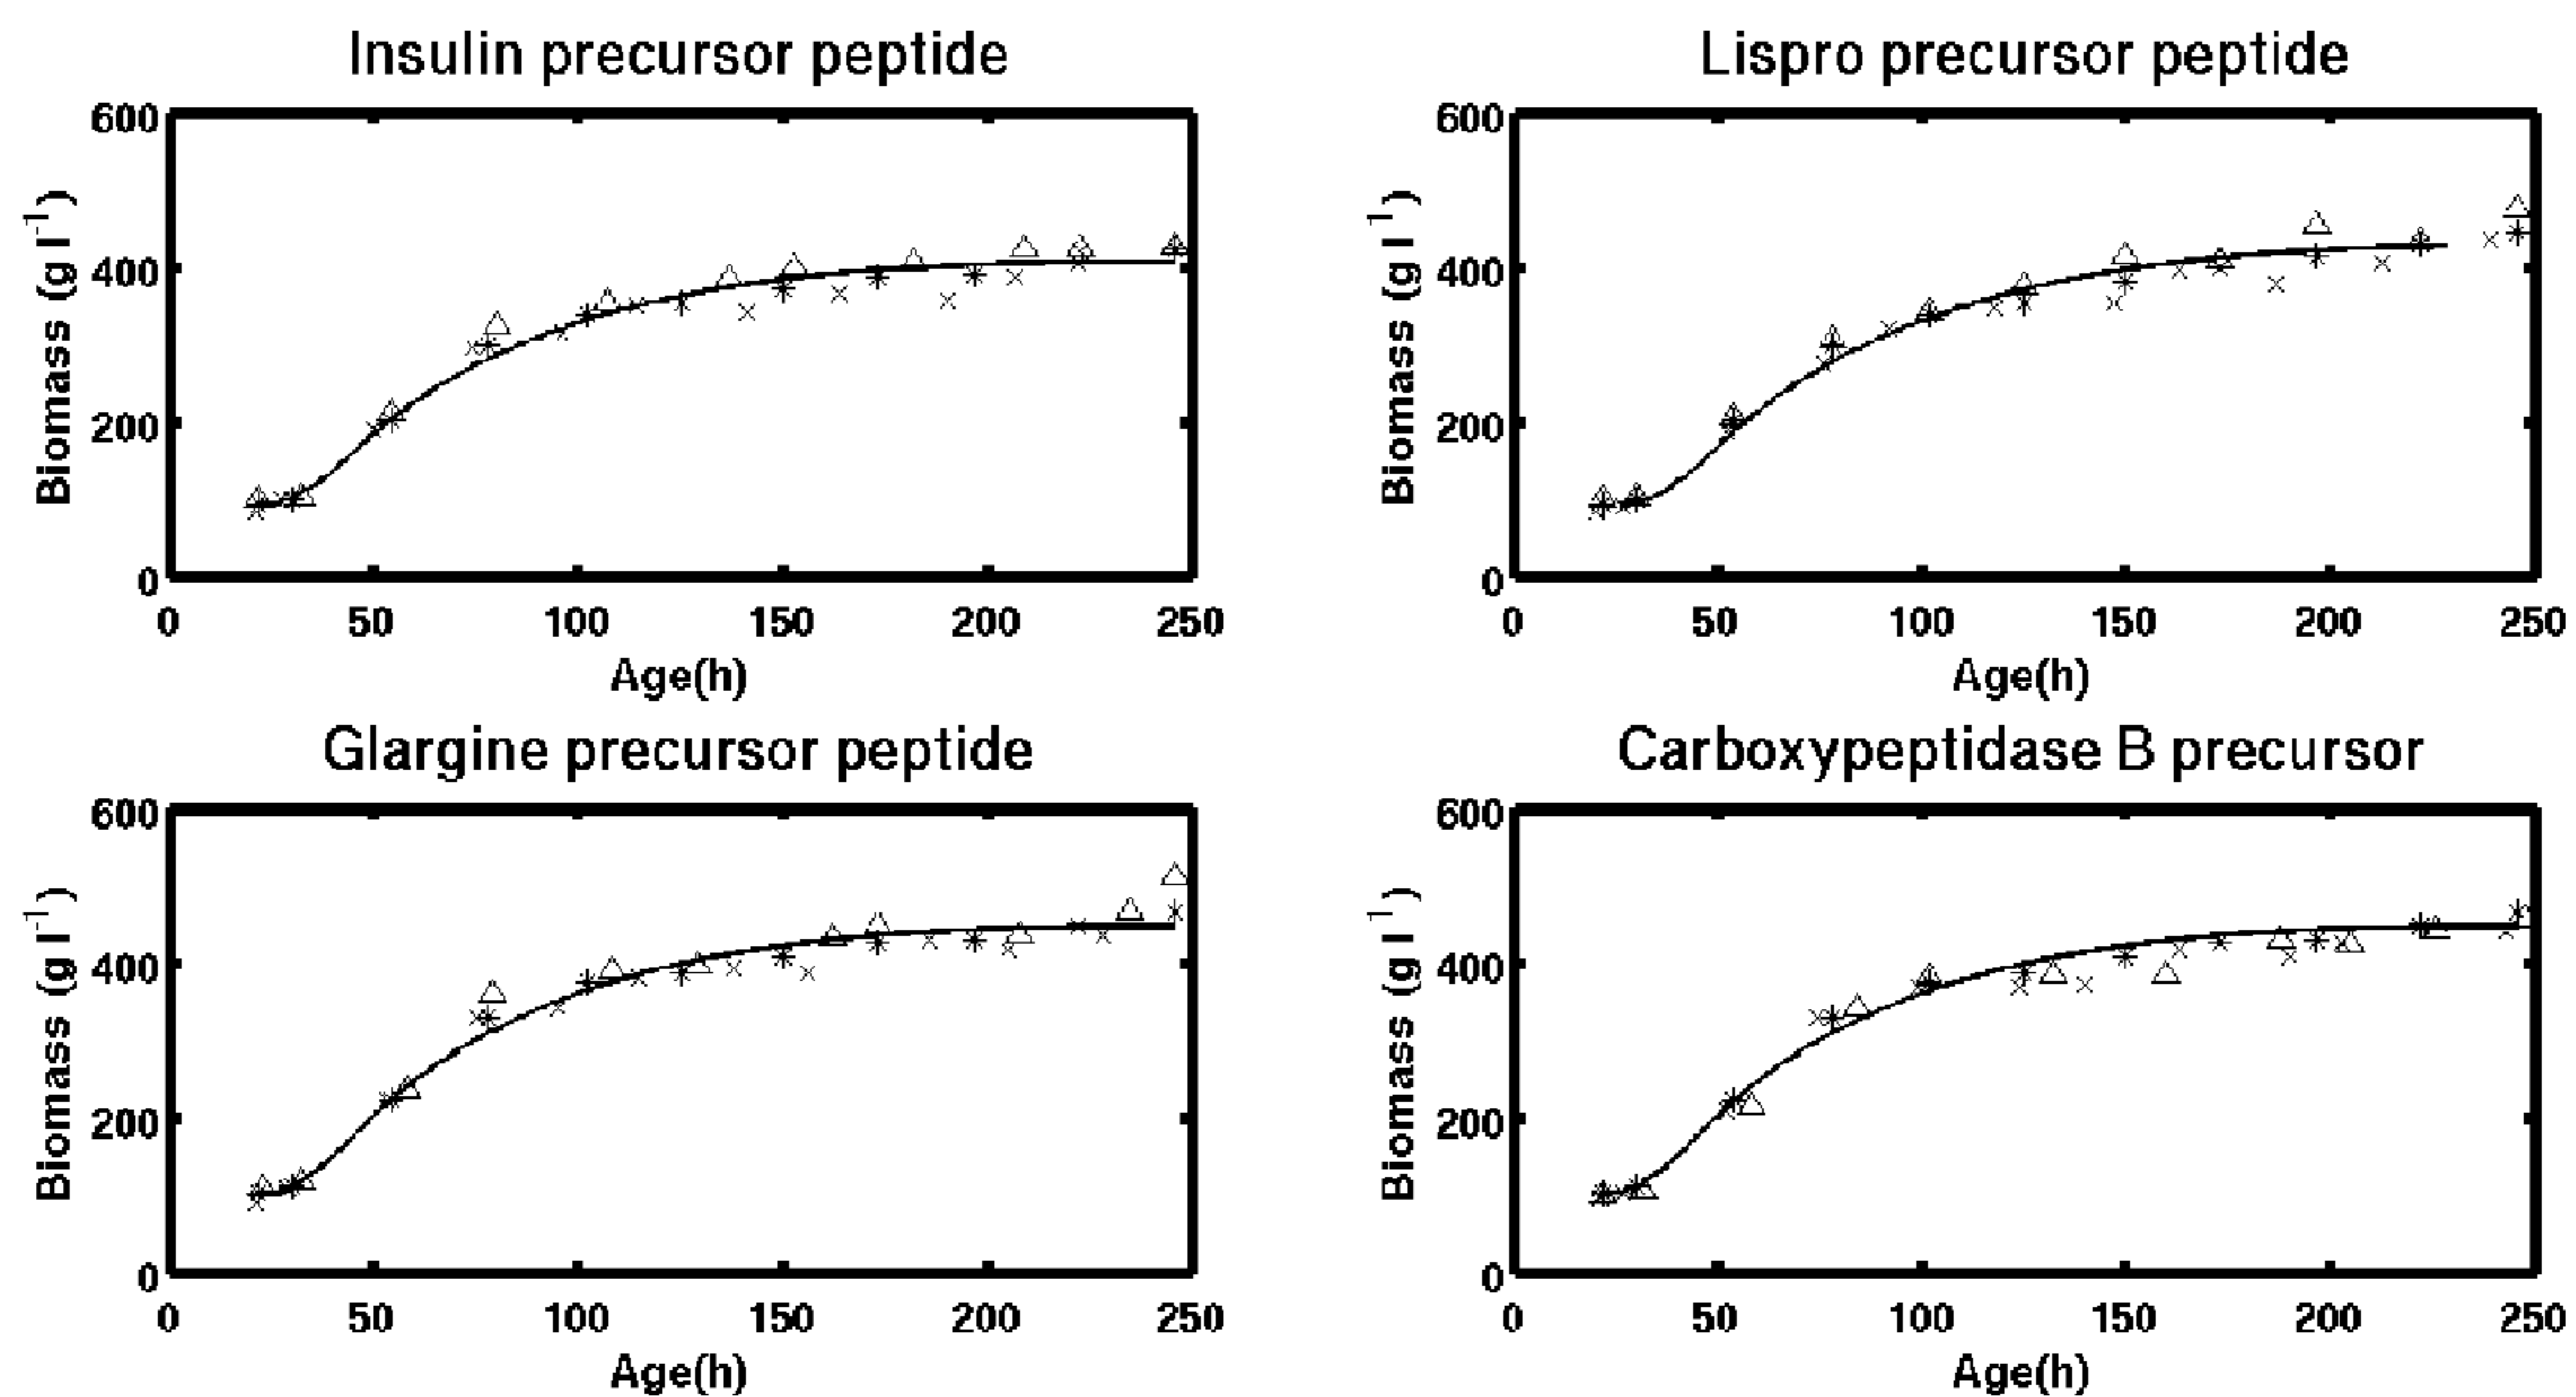 Insulin precursor peptide
600
400
200
0
0 50 100 150 200 250
Biomass (g l-1)
Age(h)
Lispro precursor peptide
600
400
200
0
0 50 100 150 200 250
Biomass (g l-1)
Age(h)
Glargine precursor peptide
600
400
200
0
0 50 100 150 200 250
Biomass (g l-1)
Age(h)
Carboxypeptidase B precursor
600
400
200
0
0 50 100 150 200 250
Biomass (g l-1)
Age(h)